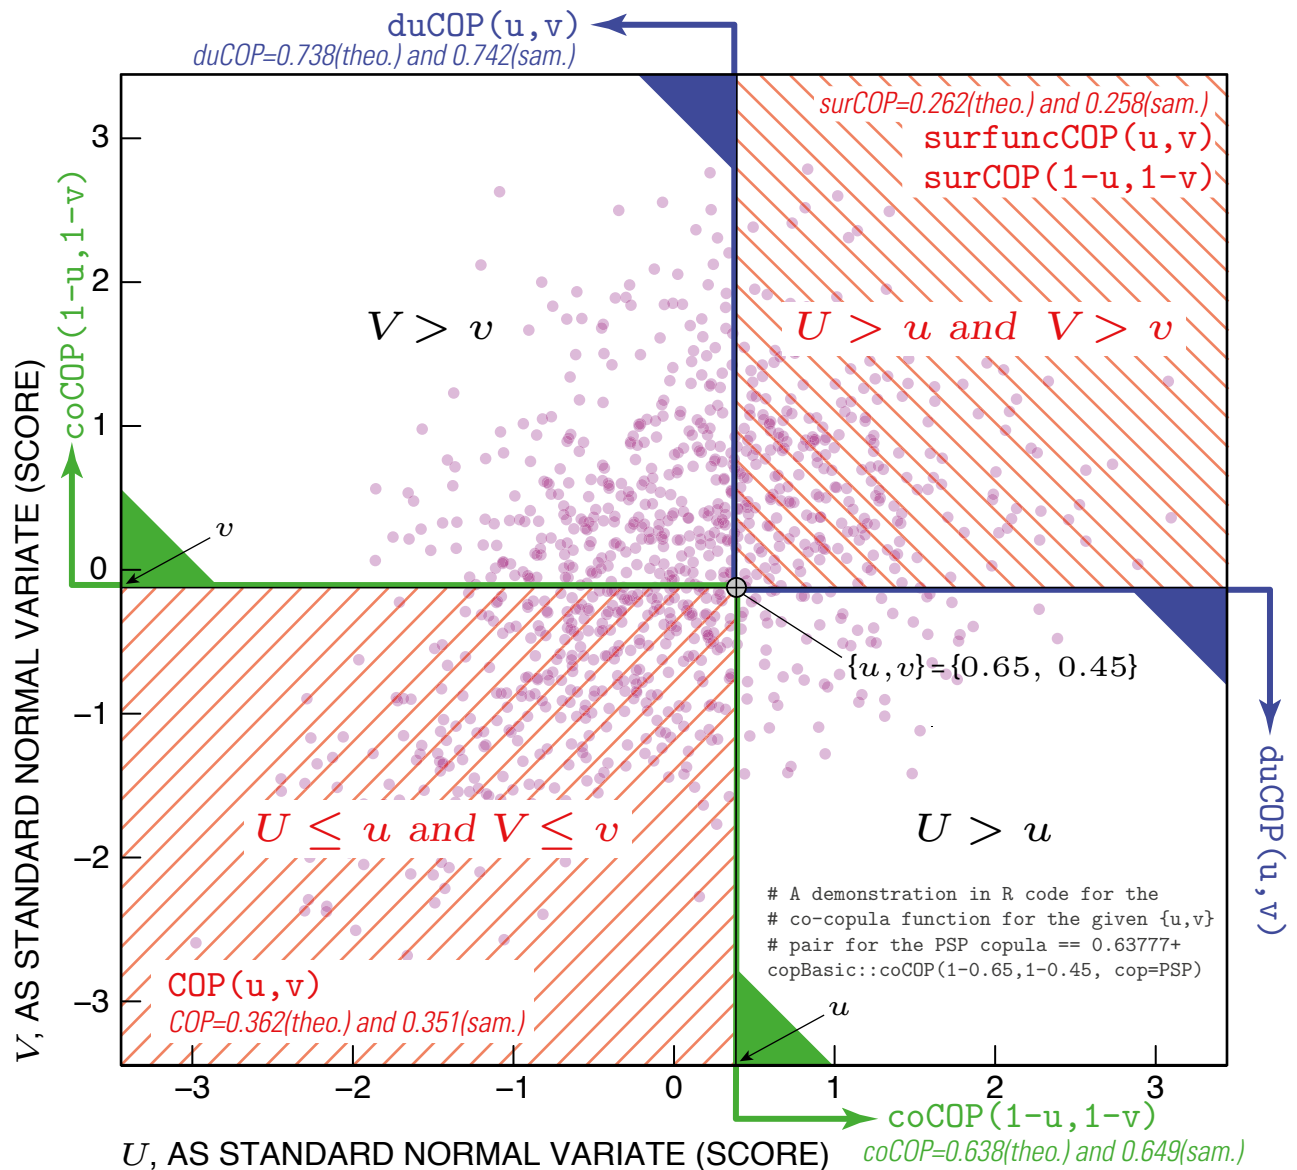 duCOP(u,v)
duCOP=0.738(theo.) and 0.742(sam.)
surCOP=0.262(theo.) and 0.258(sam.)
surfuncCOP(u,v)
surCOP(1-u,1-v)
coCOP(1-u,1-v)
V > v
U > u and V > v
v
{u,v}={0.65, 0.45}
duCOP(u,v)
U ≤ u and V ≤ v
U > u
# A demonstration in R code for the
# co-copula function for the given {u,v}
# pair for the PSP copula == 0.63777+
copBasic::coCOP(1-0.65,1-0.45, cop=PSP)
COP(u,v)
COP=0.362(theo.) and 0.351(sam.)
u
3
2
1
0
−1
−2
−3
V, AS STANDARD NORMAL VARIATE (SCORE)
−3 −2 −1 0 1 2 3
coCOP(1-u,1-v)
coCOP=0.638(theo.) and 0.649(sam.)
U, AS STANDARD NORMAL VARIATE (SCORE)